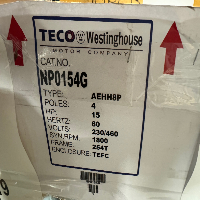 TECO Westinghouse
MOTOR COMPANY
CAT.NO.
NP0154G
TYPE: AEHH8P
POLES: 4
HP: 15
HERTZ: 60
VOLTS: 230/460
SYN.RPM: 1800
FRAME: 254T
ENCLOSURE: TEFC